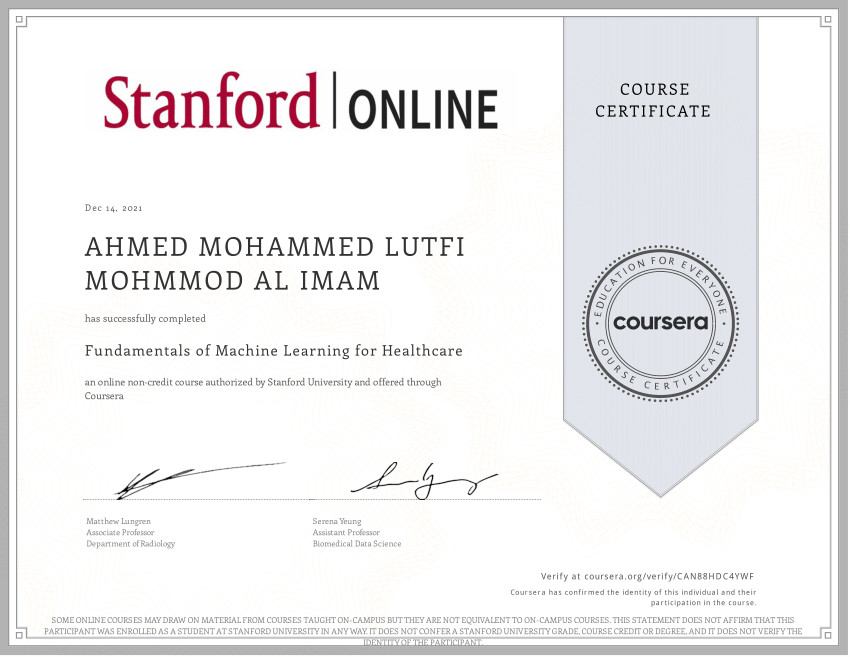 Stanford ONLINE
COURSE
CERTIFICATE
Dec 14, 2021
AHMED MOHAMMED LUTFI
MOHMMOD AL IMAM
has successfully completed
Fundamentals of Machine Learning for Healthcare
an online non-credit course authorized by Stanford University and offered through
Coursera
EDUCATION FOR EVERYONE
coursera
COURSE CERTIFICATE
Matthew Lungren
Associate Professor
Department of Radiology
Serena Yeung
Assistant Professor
Biomedical Data Science
Verify at coursera.org/verify/CAN88HDC4YWF
Coursera has confirmed the identity of this individual and their
participation in the course.
SOME ONLINE COURSES MAY DRAW ON MATERIAL FROM COURSES TAUGHT ON-CAMPUS BUT THEY ARE NOT EQUIVALENT TO ON-CAMPUS COURSES. THIS STATEMENT DOES NOT AFFIRM THAT THIS
PARTICIPANT WAS ENROLLED AS A STUDENT AT STANFORD UNIVERSITY IN ANY WAY. IT DOES NOT CONFER A STANFORD UNIVERSITY GRADE, COURSE CREDIT OR DEGREE, AND IT DOES NOT VERIFY THE
IDENTITY OF THE PARTICIPANT.